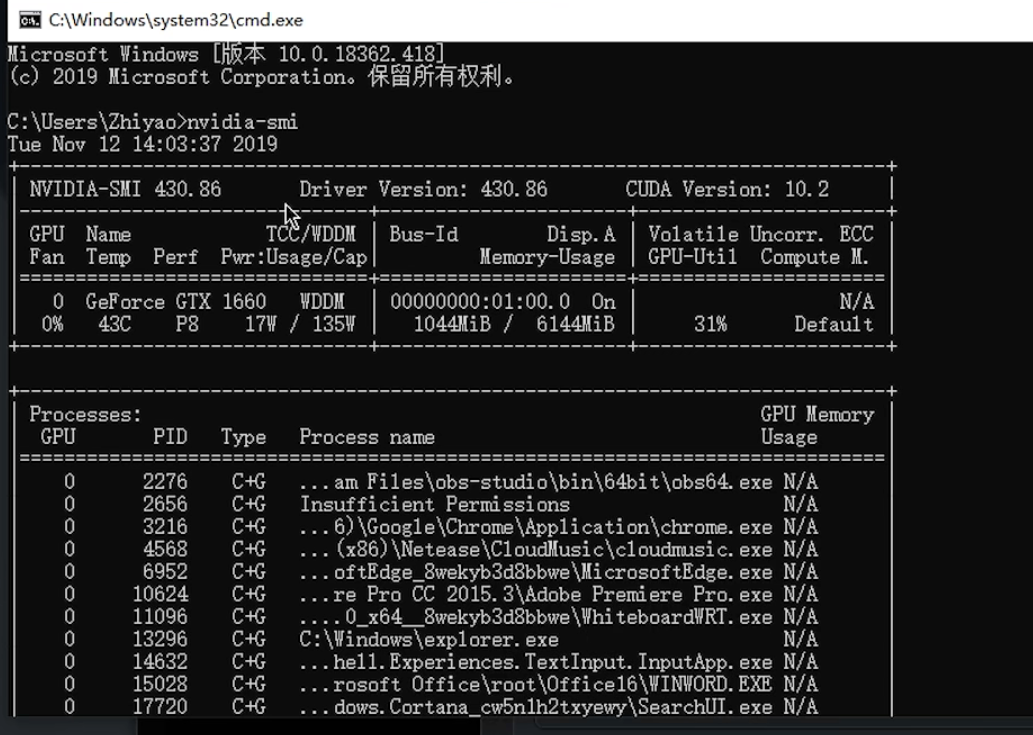 C:\Windows\system32\cmd.exe
Microsoft Windows [版本 10.0.18362.418]
(c) 2019 Microsoft Corporation。保留所有权利。
C:\Users\Zhiyao>nvidia-smi
Tue Nov 12 14:03:37 2019
NVIDIA-SMI 430.86 Driver Version: 430.86 CUDA Version: 10.2
GPU Name TCC/WDDM | Bus-Id Disp.A | Volatile Uncorr. ECC
Fan Temp Perf Pwr:Usage/Cap| Memory-Usage | GPU-Util Compute M.
0 GeForce GTX 1660 WDDM | 00000000:01:00.0 On | N/A
0% 43C P8 17W / 135W | 1044MiB / 6144MiB | 31% Default
Processes: GPU Memory
GPU PID Type Process name Usage
0 2276 C+G ...am Files\obs-studio\bin\64bit\obs64.exe N/A
0 2656 C+G Insufficient Permissions N/A
0 3216 C+G ...6)\Google\Chrome\Application\chrome.exe N/A
0 4568 C+G ...(x86)\Netease\CloudMusic\cloudmusic.exe N/A
0 6952 C+G ...oftEdge_8wekyb3d8bbwe\MicrosoftEdge.exe N/A
0 10624 C+G ...re Pro CC 2015.3\Adobe Premiere Pro.exe N/A
0 11096 C+G ....0_x64__8wekyb3d8bbwe\WhiteboardWRT.exe N/A
0 13296 C+G C:\Windows\explorer.exe N/A
0 14632 C+G ...hell.Experiences.TextInput.InputApp.exe N/A
0 15028 C+G ...rosoft Office\root\Office16\WINWORD.EXE N/A
0 17720 C+G ...dows.Cortana_cw5n1h2txyewy\SearchUI.exe N/A